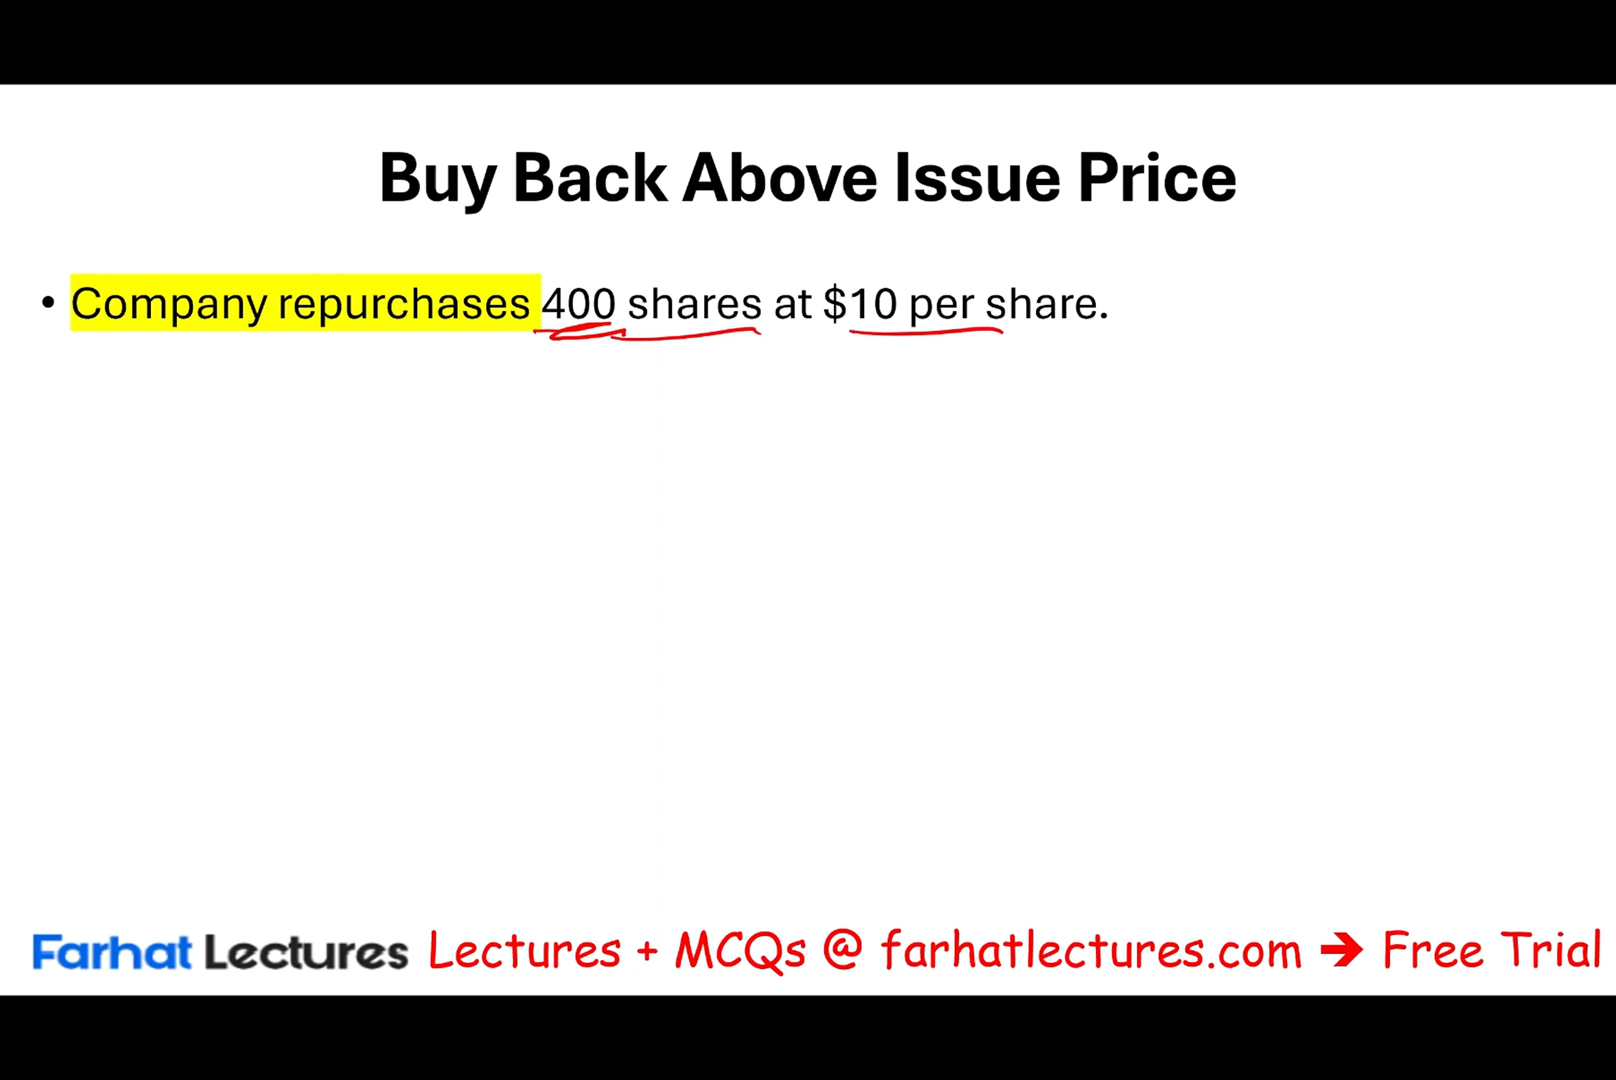 Buy Back Above Issue Price
• Company repurchases 400 shares at $10 per share.
Farhat Lectures Lectures + MCQs @ farhatlectures.com → Free Trial